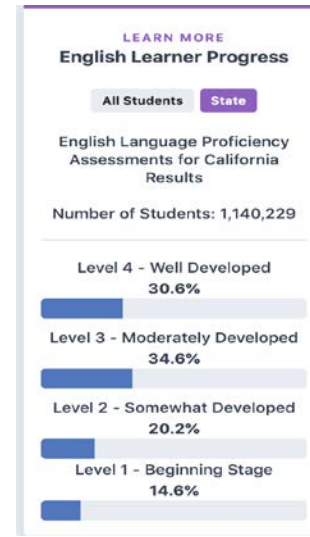 LEARN MORE
English Learner Progress
All Students State
English Language Proficiency
Assessments for California
Results
Number of Students: 1,140,229
Level 4 - Well Developed
30.6%
Level 3 - Moderately Developed
34.6%
Level 2 - Somewhat Developed
20.2%
Level 1 - Beginning Stage
14.6%